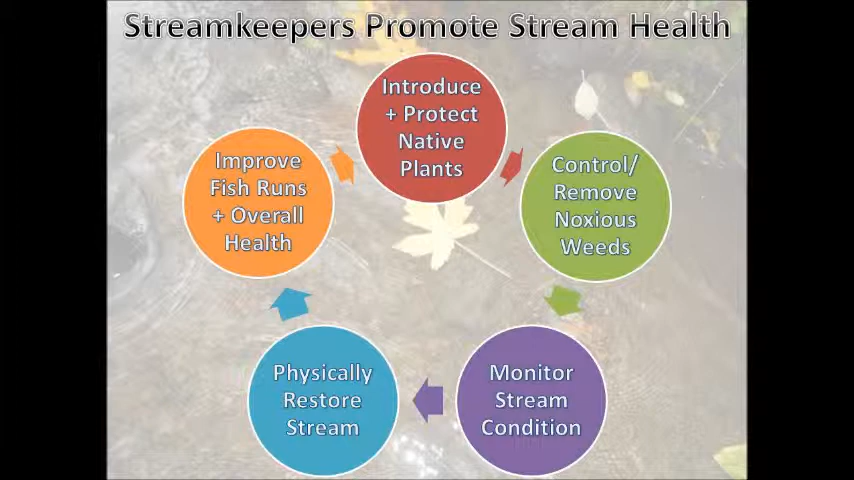 Streamkeepers Promote Stream Health
Introduce
+ Protect
Native
Plants
Control/
Remove
Noxious
Weeds
Monitor
Stream
Condition
Physically
Restore
Stream
Improve
Fish Runs
+ Overall
Health